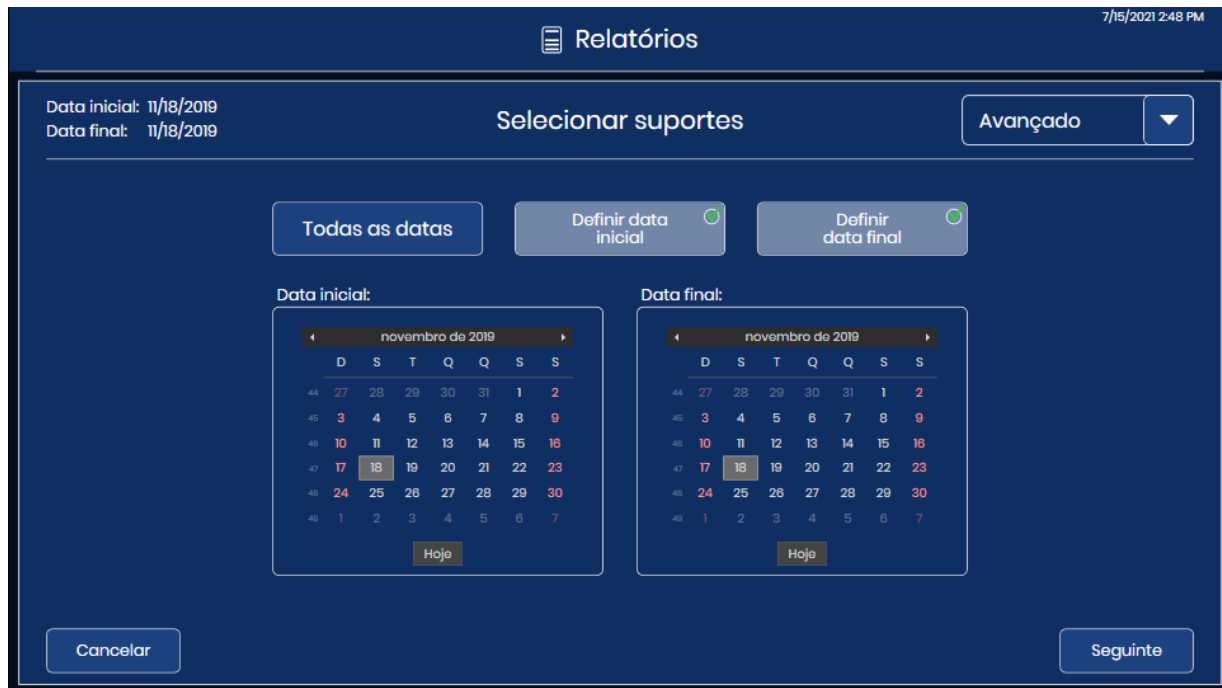 7/15/2021 2:48 PM
Relatórios
Data inicial: 11/18/2019
Data final: 11/18/2019
Selecionar suportes
Avançado
Todas as datas
Definir data
inicial
Definir
data final
Data inicial:
novembro de 2019
D S T Q Q S S
44 27 28 29 30 31 1 2
45 3 4 5 6 7 8 9
46 10 11 12 13 14 15 16
47 17 18 19 20 21 22 23
48 24 25 26 27 28 29 30
49 1 2 3 4 5 6 7
Hoje
Data final:
novembro de 2019
D S T Q Q S S
44 27 28 29 30 31 1 2
45 3 4 5 6 7 8 9
46 10 11 12 13 14 15 16
47 17 18 19 20 21 22 23
48 24 25 26 27 28 29 30
49 1 2 3 4 5 6 7
Hoje
Cancelar
Seguinte